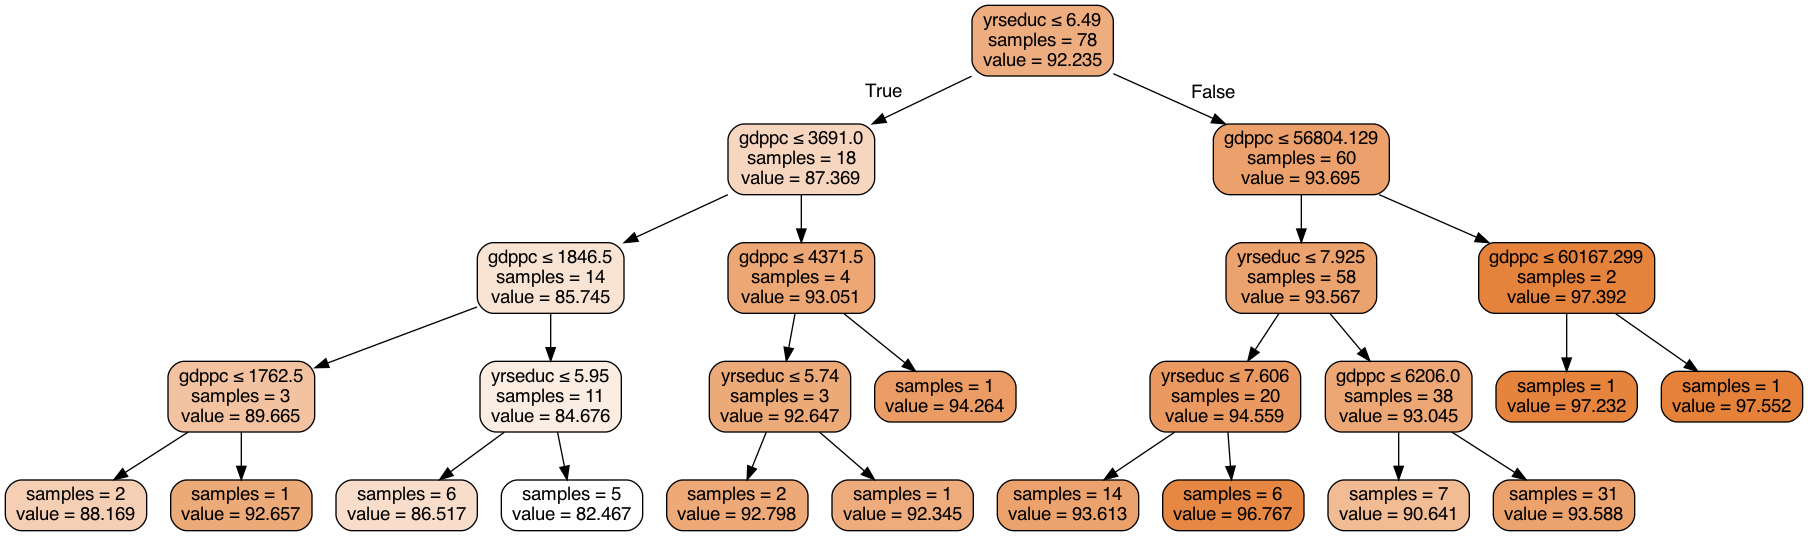 yrseduc ≤ 6.49
samples = 78
value = 92.235
True
False
gdppc ≤ 3691.0
samples = 18
value = 87.369
gdppc ≤ 56804.129
samples = 60
value = 93.695
gdppc ≤ 1846.5
samples = 14
value = 85.745
gdppc ≤ 4371.5
samples = 4
value = 93.051
yrseduc ≤ 7.925
samples = 58
value = 93.567
gdppc ≤ 60167.299
samples = 2
value = 97.392
gdppc ≤ 1762.5
samples = 3
value = 89.665
yrseduc ≤ 5.95
samples = 11
value = 84.676
yrseduc ≤ 5.74
samples = 3
value = 92.647
samples = 1
value = 94.264
yrseduc ≤ 7.606
samples = 20
value = 94.559
gdppc ≤ 6206.0
samples = 38
value = 93.045
samples = 1
value = 97.232
samples = 1
value = 97.552
samples = 2
value = 88.169
samples = 1
value = 92.657
samples = 6
value = 86.517
samples = 5
value = 82.467
samples = 2
value = 92.798
samples = 1
value = 92.345
samples = 14
value = 93.613
samples = 6
value = 96.767
samples = 7
value = 90.641
samples = 31
value = 93.588